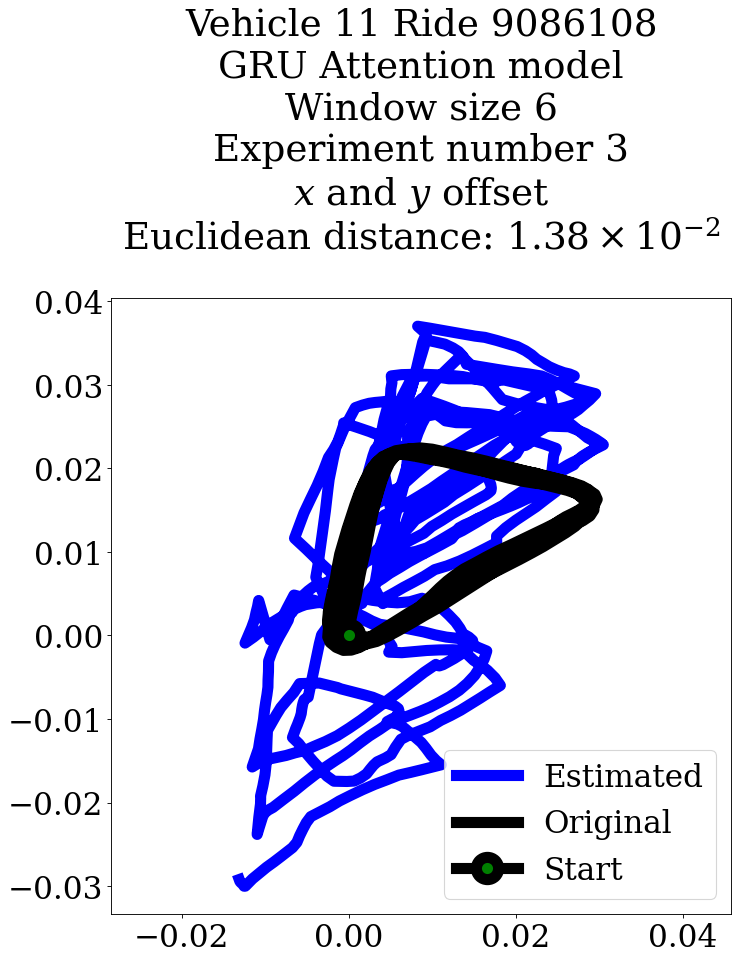 Vehicle 11 Ride 9086108
GRU Attention model
Window size 6
Experiment number 3
x and y offset
Euclidean distance: 1.38 × 10⁻²
0.04
0.03
0.02
0.01
0.00
−0.01
−0.02
−0.03
Estimated
Original
Start
−0.02 0.00 0.02 0.04